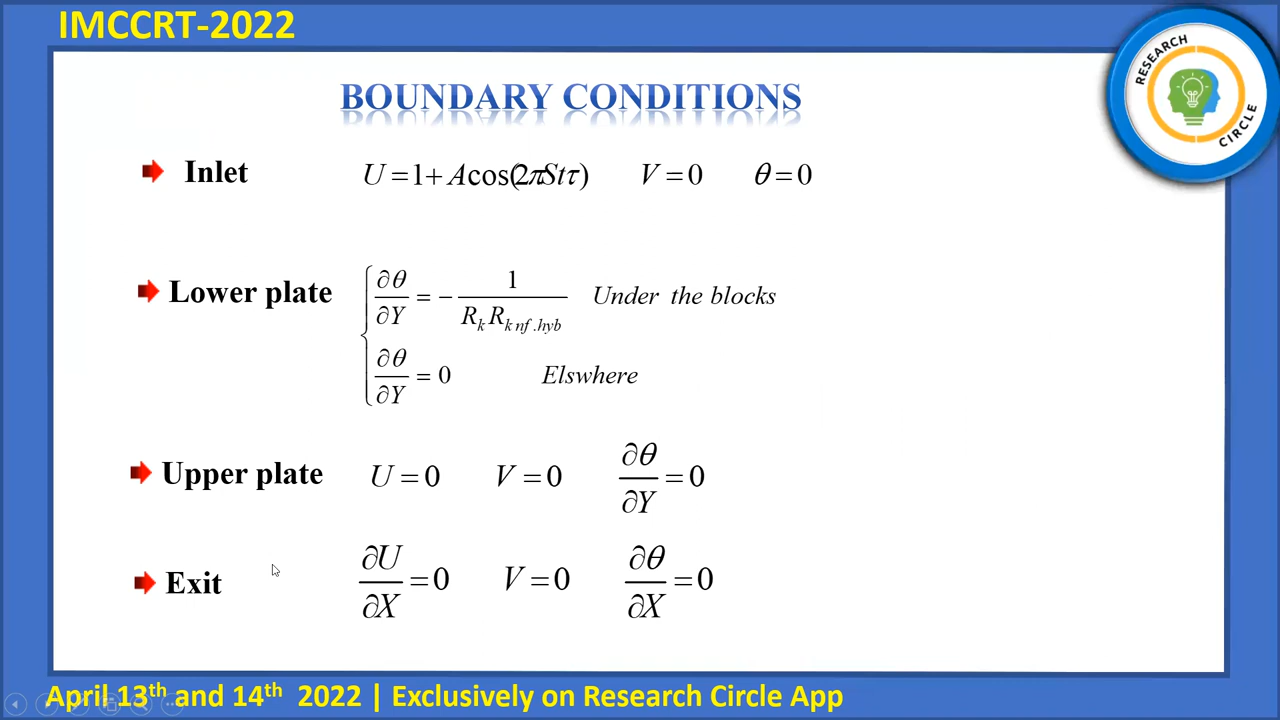 IMCCRT-2022
RESEARCH
CIRCLE
BOUNDARY CONDITIONS
Inlet U = 1 + A cos(2πStτ) V = 0 θ = 0
Lower plate
∂θ/∂Y = − 1/(R_k R_{k nf.hyb}) Under the blocks
∂θ/∂Y = 0 Elswhere
Upper plate U = 0 V = 0 ∂θ/∂Y = 0
Exit ∂U/∂X = 0 V = 0 ∂θ/∂X = 0
April 13th and 14th 2022 | Exclusively on Research Circle App